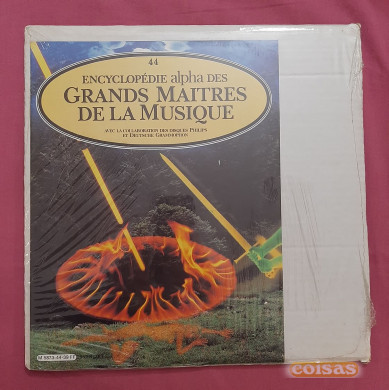 44
ENCYCLOPÉDIE alpha DES
GRANDS MAITRES
DE LA MUSIQUE
AVEC LA COLLABORATION DES DISQUES PHILIPS
ET DEUTSCHE GRAMMOPHON
coisas